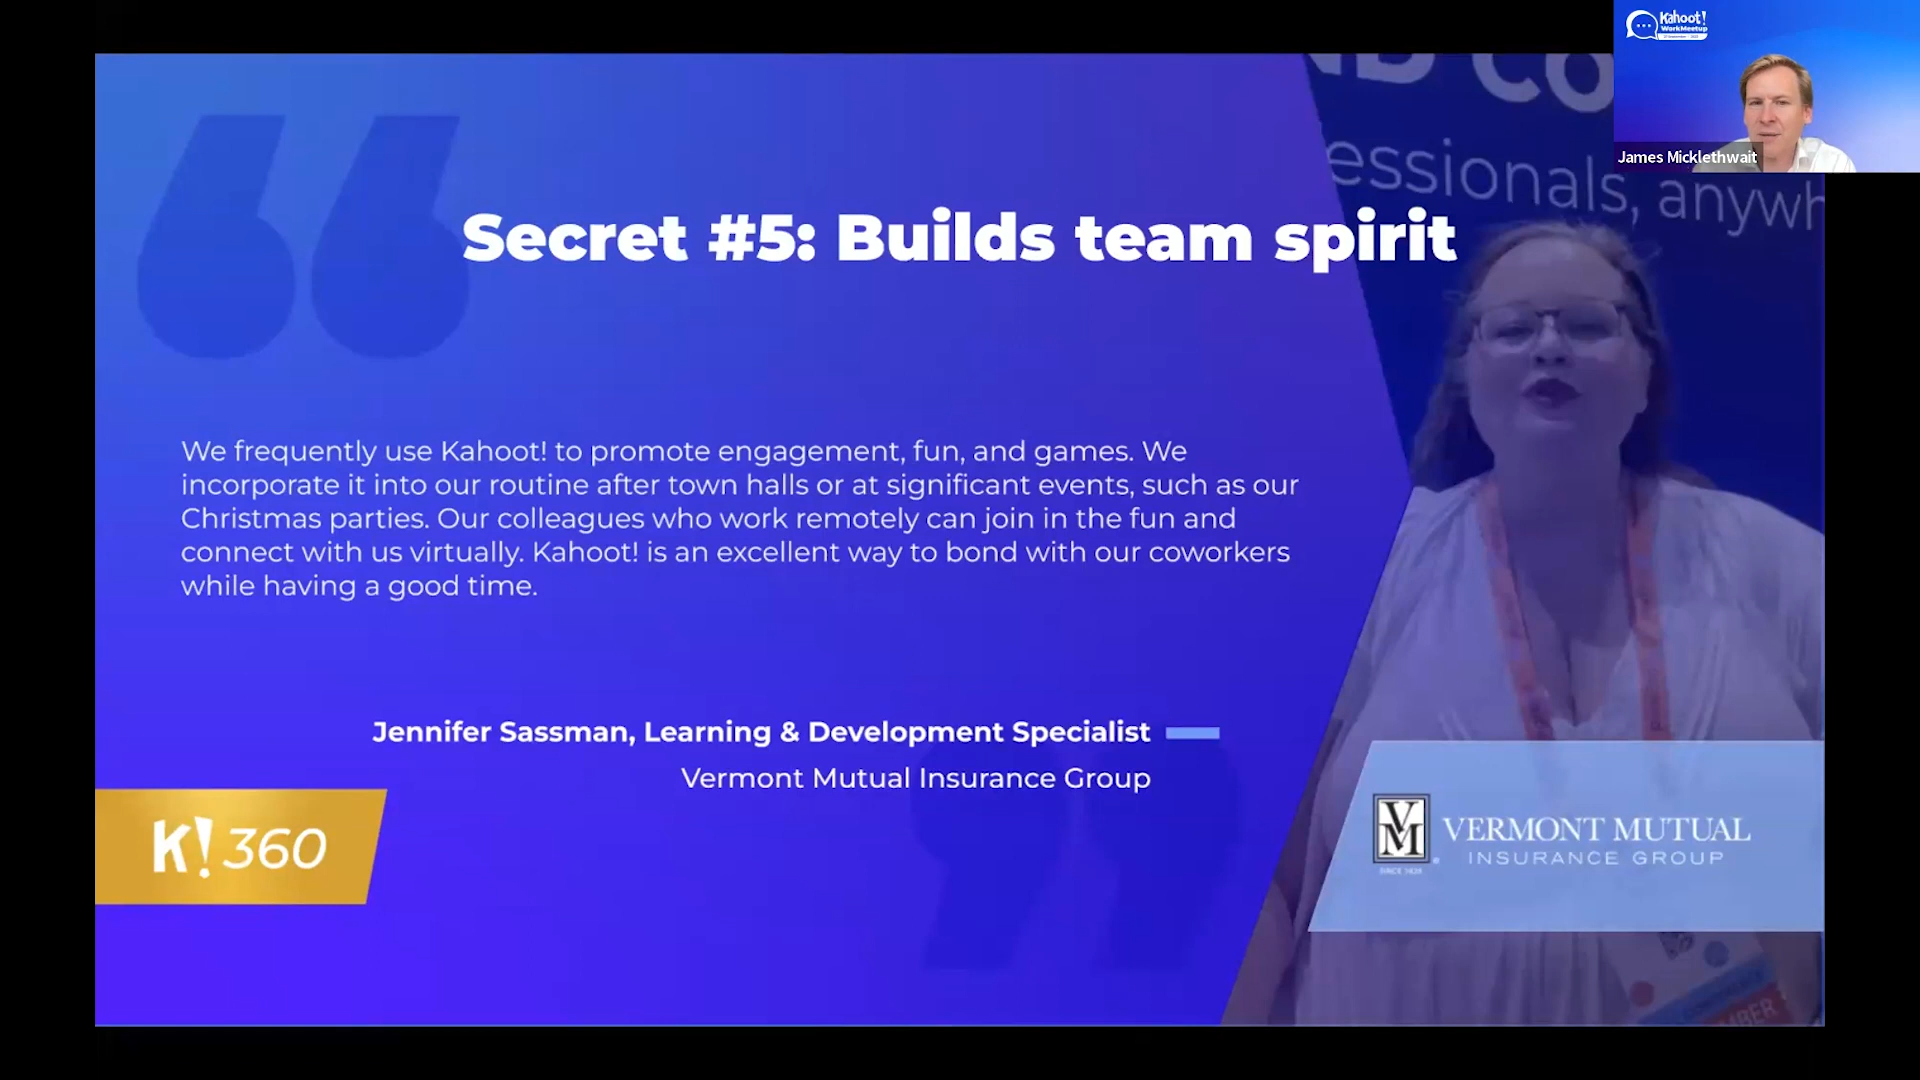 Kahoot!
WorkMeetup
James Micklethwait
ND CO
essionals, anywh
Secret #5: Builds team spirit
We frequently use Kahoot! to promote engagement, fun, and games. We
incorporate it into our routine after town halls or at significant events, such as our
Christmas parties. Our colleagues who work remotely can join in the fun and
connect with us virtually. Kahoot! is an excellent way to bond with our coworkers
while having a good time.
Jennifer Sassman, Learning & Development Specialist
Vermont Mutual Insurance Group
K! 360
VM
VERMONT MUTUAL
INSURANCE GROUP
MBER